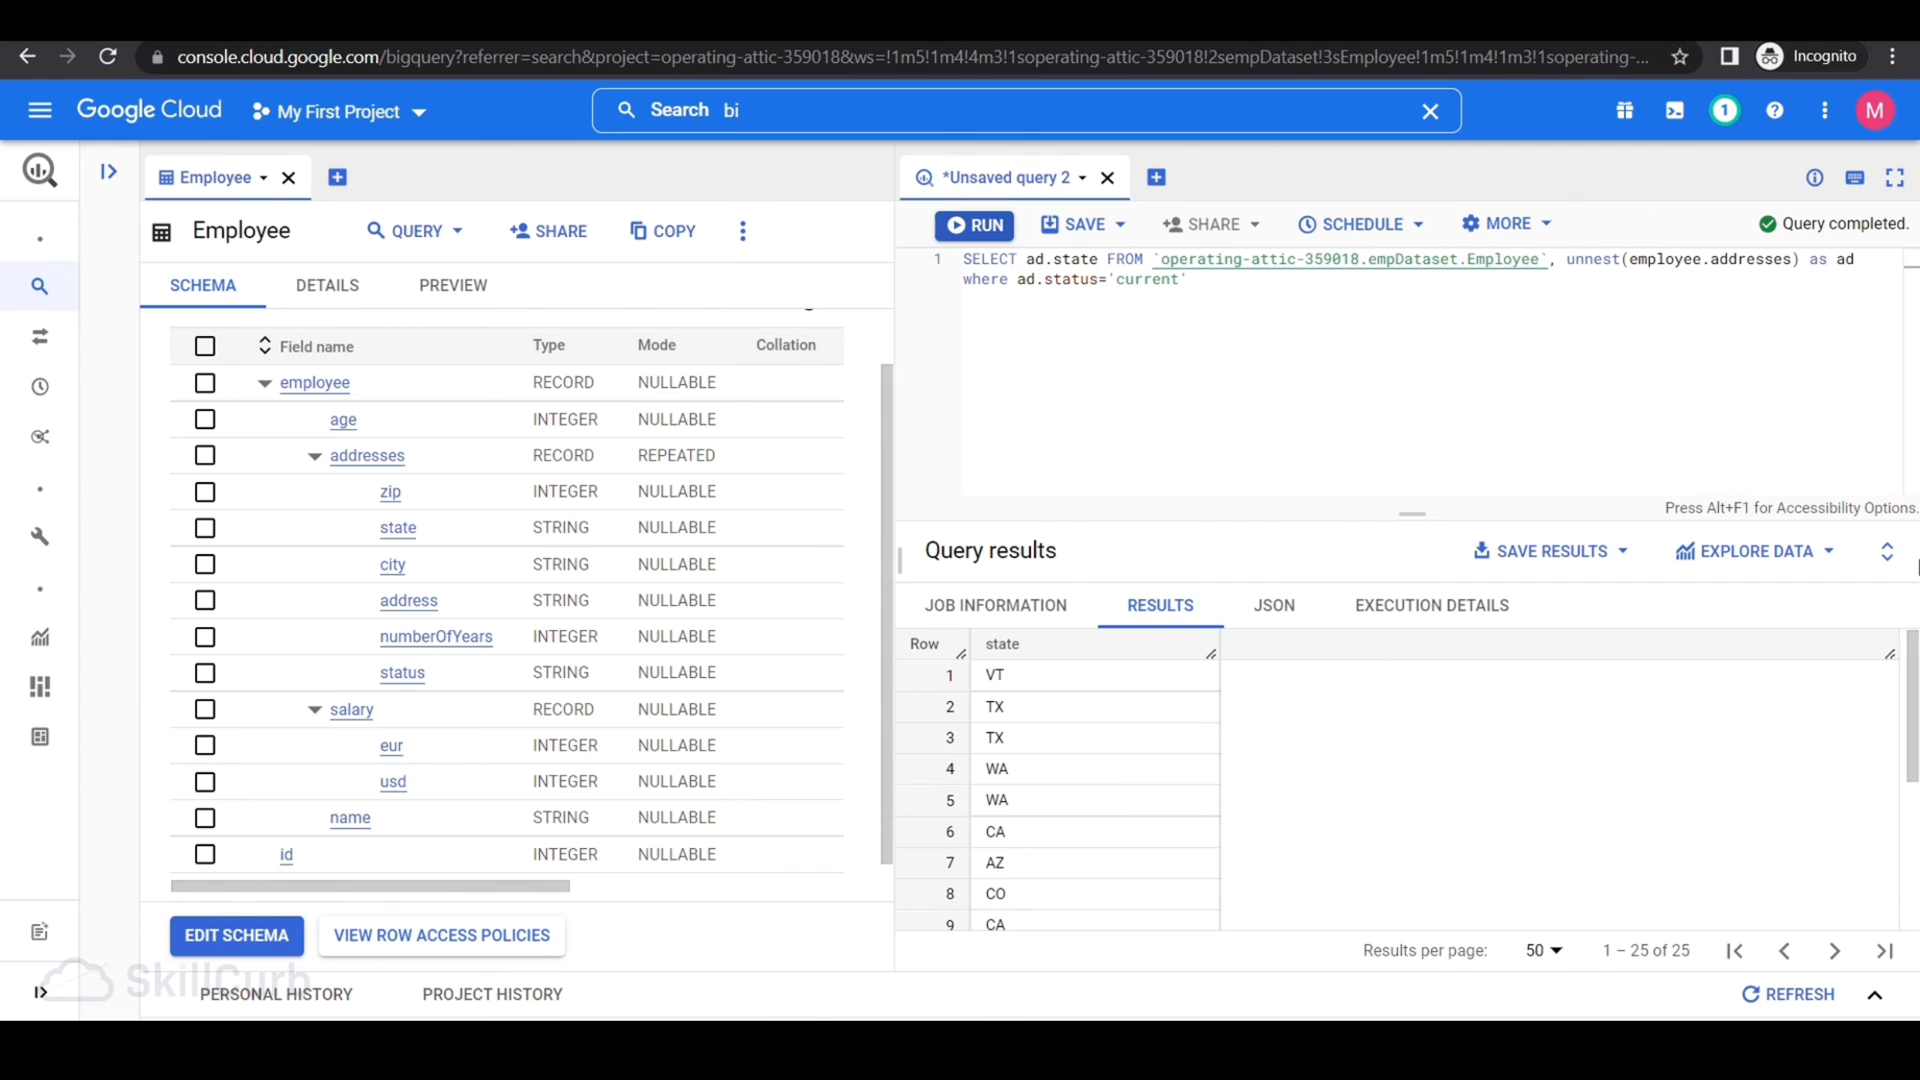 console.cloud.google.com/bigquery?referrer=search&project=operating-attic-359018&ws=!1m5!1m4!4m3!1soperating-attic-359018!2sempDataset!3sEmployee!1m5!1m4!1m3!1soperating-... Incognito
Google Cloud My First Project Search bi 1 M
Employee
*Unsaved query 2
Employee QUERY SHARE COPY
RUN SAVE SHARE SCHEDULE MORE Query completed.
SCHEMA DETAILS PREVIEW
1 SELECT ad.state FROM `operating-attic-359018.empDataset.Employee`, unnest(employee.addresses) as ad
where ad.status='current'
Field name Type Mode Collation
employee RECORD NULLABLE
age INTEGER NULLABLE
addresses RECORD REPEATED
zip INTEGER NULLABLE
state STRING NULLABLE
city STRING NULLABLE
address STRING NULLABLE
numberOfYears INTEGER NULLABLE
status STRING NULLABLE
salary RECORD NULLABLE
eur INTEGER NULLABLE
usd INTEGER NULLABLE
name STRING NULLABLE
id INTEGER NULLABLE
EDIT SCHEMA VIEW ROW ACCESS POLICIES
Press Alt+F1 for Accessibility Options.
Query results SAVE RESULTS EXPLORE DATA
JOB INFORMATION RESULTS JSON EXECUTION DETAILS
Row state
1 VT
2 TX
3 TX
4 WA
5 WA
6 CA
7 AZ
8 CO
9 CA
Results per page: 50 1 – 25 of 25
SkillCurb
PERSONAL HISTORY PROJECT HISTORY REFRESH